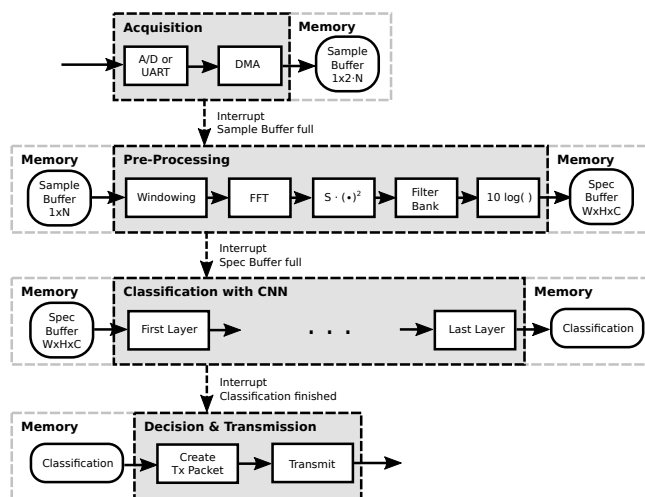 Acquisition
Memory
A/D or
UART
DMA
Sample
Buffer
1x2·N
Interrupt
Sample Buffer full
Memory
Pre-Processing
Memory
Sample
Buffer
1xN
Windowing
FFT
S · (•)²
Filter
Bank
10 log( )
Spec
Buffer
WxHxC
Interrupt
Spec Buffer full
Memory
Classification with CNN
Memory
Spec
Buffer
WxHxC
First Layer
. . .
Last Layer
Classification
Interrupt
Classification finished
Memory
Decision & Transmission
Classification
Create
Tx Packet
Transmit